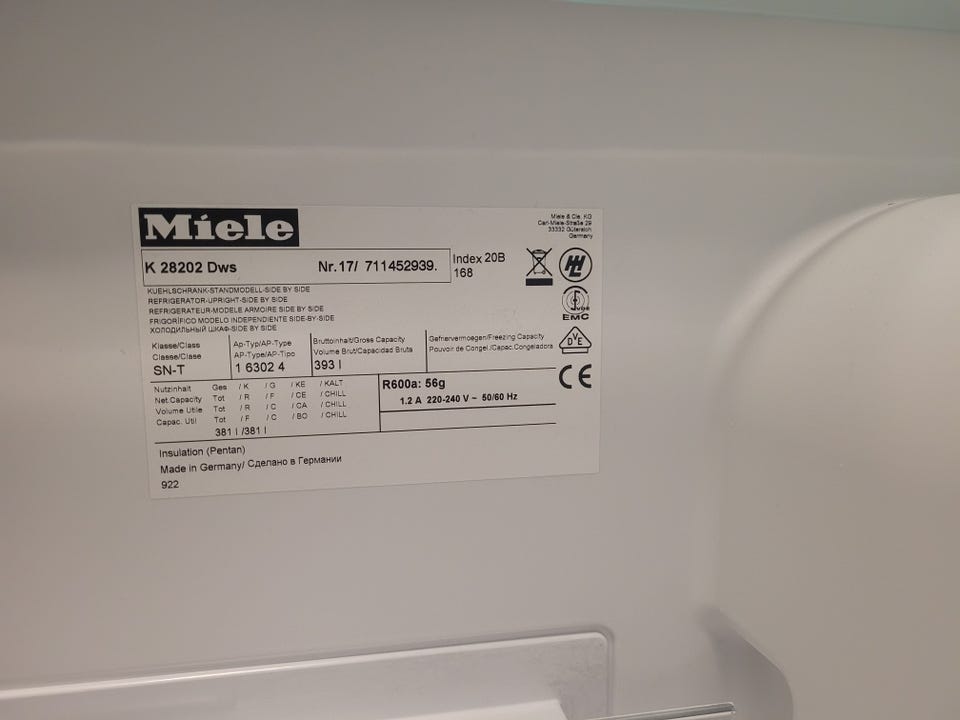 Miele
Miele & Cie. KG
Carl-Miele-Straße 29
33332 Gütersloh
Germany
K 28202 Dws Nr.17/ 711452939.
Index 20B
168
KUEHLSCHRANK-STANDMODELL-SIDE BY SIDE
REFRIGERATOR-UPRIGHT-SIDE BY SIDE
REFRIGERATEUR-MODELE ARMOIRE SIDE BY SIDE
FRIGORÍFICO MODELO INDEPENDIENTE SIDE-BY-SIDE
ХОЛОДИЛЬНЫЙ ШКАФ-SIDE BY SIDE
VDE
EMC
VDE
CE
Klasse/Class
Classe/Clase
SN-T
Ap-Typ/AP-Type
AP-Type/AP-Tipo
1 6302 4
Bruttoinhalt/Gross Capacity
Volume Brut/Capacidad Bruta
393 l
Gefriervermoegen/Freezing Capacity
Pouvoir de Congel./Capac.Congeladora
Nutzinhalt Ges / K / G / KE / KALT
Net.Capacity Tot / R / F / CE / CHILL
Volume Utile Tot / R / C / CA / CHILL
Capac. Util Tot / F / C / BO / CHILL
381 l /381 l
R600a: 56g
1.2 A 220-240 V ~ 50/60 Hz
Insulation (Pentan)
Made in Germany/ Сделано в Германии
922